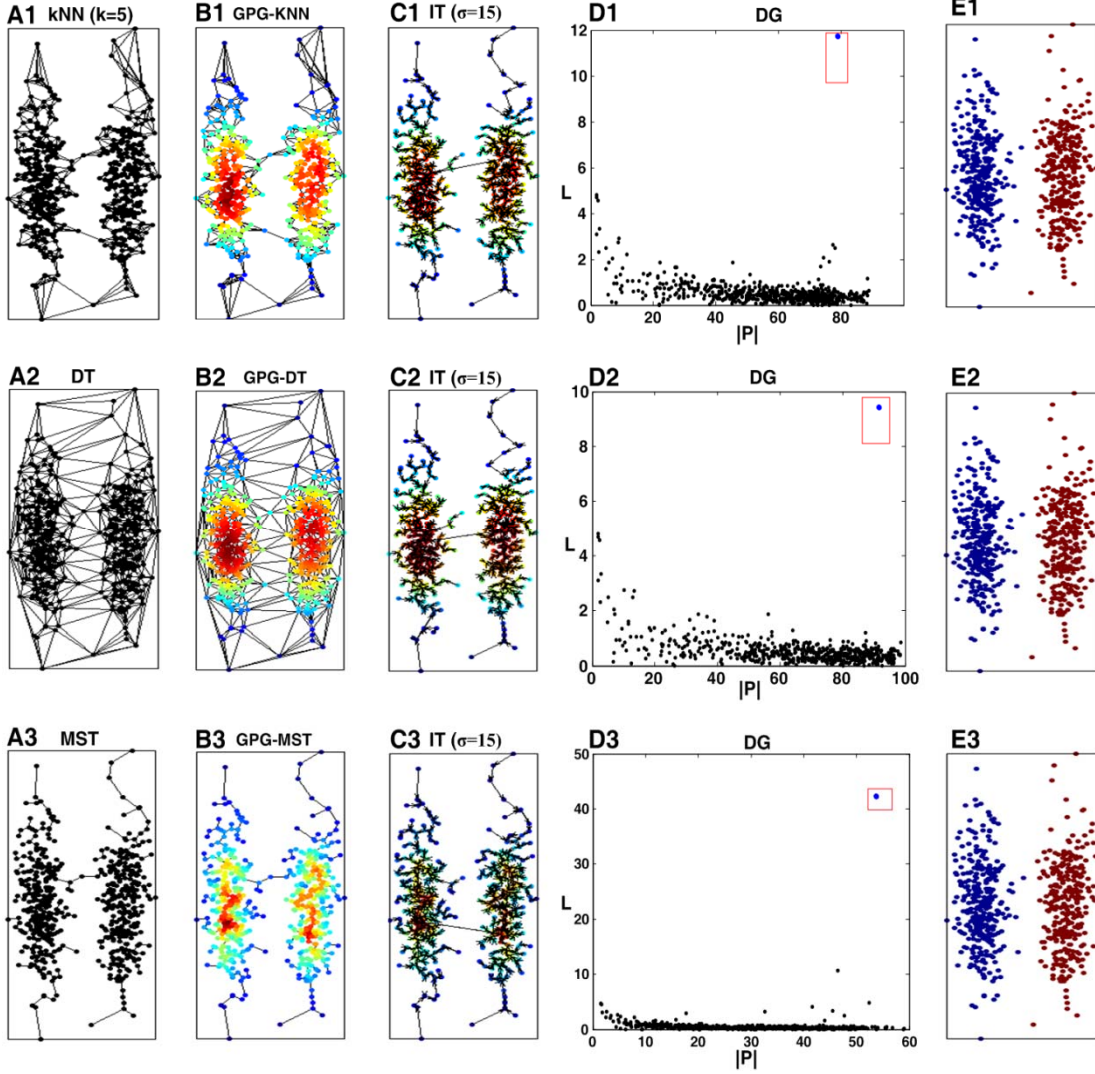 A1 kNN (k=5)
B1 GPG-KNN
C1 IT (σ=15)
D1 DG
E1
12
10
8
6
L
4
2
0
0 20 40 60 80
|P|
A2 DT
B2 GPG-DT
C2 IT (σ=15)
D2 DG
E2
10
8
6
L
4
2
0
0 20 40 60 80 100
|P|
A3 MST
B3 GPG-MST
C3 IT (σ=15)
D3 DG
E3
50
40
30
L
20
10
0
0 10 20 30 40 50 60
|P|